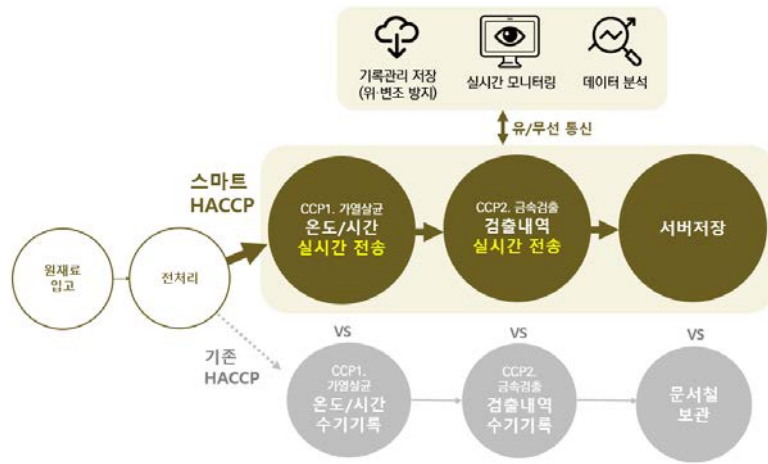 기록관리 저장
(위·변조 방지)
실시간 모니터링
데이터 분석
유/무선 통신
스마트
HACCP
CCP1. 가열살균
온도/시간
실시간 전송
CCP2. 금속검출
검출내역
실시간 전송
서버저장
원재료
입고
전처리
VS
VS
VS
기존
HACCP
CCP1.
가열살균
온도/시간
수기기록
CCP2.
금속검출
검출내역
수기기록
문서철
보관